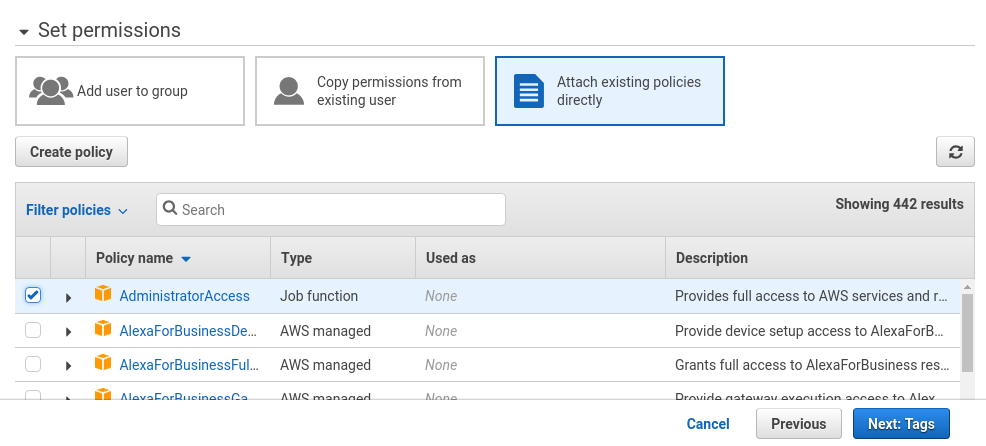 Set permissions
Add user to group
Copy permissions from
existing user
Attach existing policies
directly
Create policy
Filter policies
Search
Showing 442 results
Policy name
Type
Used as
Description
AdministratorAccess
Job function
None
Provides full access to AWS services and r...
AlexaForBusinessDe...
AWS managed
None
Provide device setup access to AlexaForB...
AlexaForBusinessFul...
AWS managed
None
Grants full access to AlexaForBusiness res...
AlexaForBusinessGa...
AWS managed
None
Provide gateway execution access to Alex...
Cancel
Previous
Next: Tags